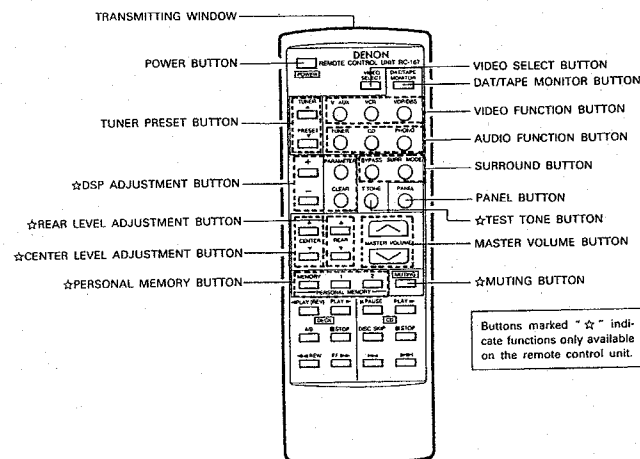 TRANSMITTING WINDOW
POWER BUTTON
TUNER PRESET BUTTON
☆DSP ADJUSTMENT BUTTON
☆REAR LEVEL ADJUSTMENT BUTTON
☆CENTER LEVEL ADJUSTMENT BUTTON
☆PERSONAL MEMORY BUTTON
DENON
REMOTE CONTROL UNIT RC-167
POWER
VIDEO SELECT
DAT/TAPE MONITOR
TUNER
V. AUX VCR VDP/DBS
PRESET
TUNER CD PHONO
+ PARAMETER BYPASS SURR. MODE
− CLEAR T.TONE PANEL
CENTER REAR MASTER VOLUME
MEMORY 1 2 MUTING
PERSONAL MEMORY
◄PLAY (REV) PLAY► II PAUSE PLAY►
DECK CD
A/B ■STOP DISC SKIP ■STOP
◄◄REW FF►► I◄◄ ►►I
VIDEO SELECT BUTTON
DAT/TAPE MONITOR BUTTON
VIDEO FUNCTION BUTTON
AUDIO FUNCTION BUTTON
SURROUND BUTTON
PANEL BUTTON
☆TEST TONE BUTTON
MASTER VOLUME BUTTON
☆MUTING BUTTON
Buttons marked "☆" indi-
cate functions only available
on the remote control unit.